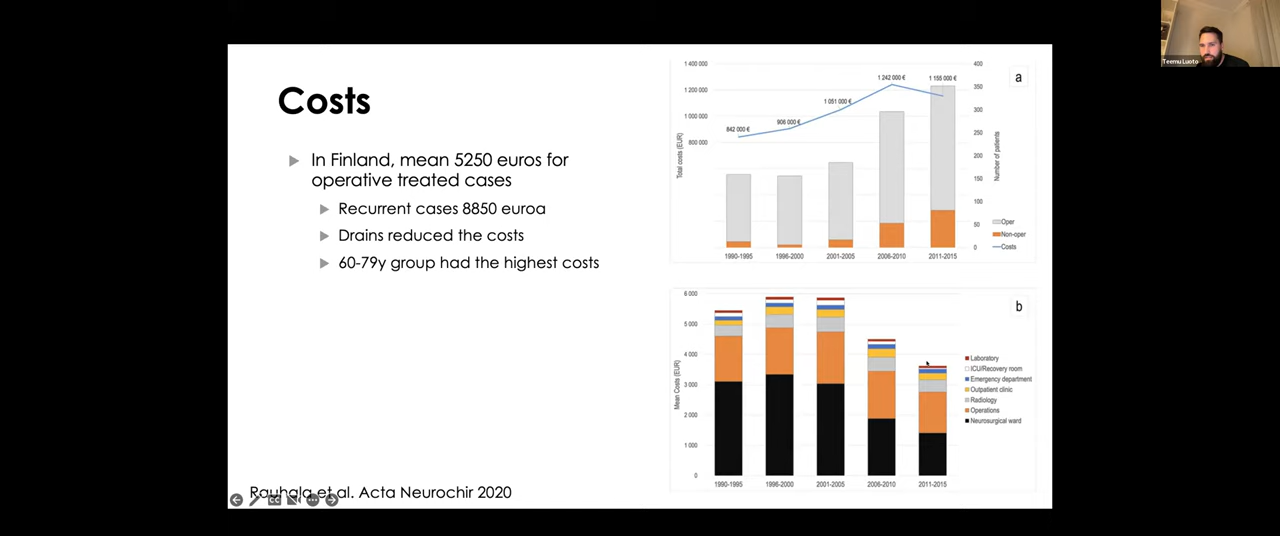 Teemu Luoto
Costs
In Finland, mean 5250 euros for
operative treated cases
Recurrent cases 8850 euroa
Drains reduced the costs
60-79y group had the highest costs
Rauhala et al. Acta Neurochir 2020
CC
a
Total costs (EUR)
1 400 000
1 200 000
1 000 000
800 000
842 000 €
906 000 €
1 051 000 €
1 242 000 €
1 155 000 €
400
350
300
250
200
150
100
50
0
Number of patients
Oper
Non-oper
Costs
1990-1995
1996-2000
2001-2005
2006-2010
2011-2015
b
Mean Costs (EUR)
6 000
5 000
4 000
3 000
2 000
1 000
0
Laboratory
ICU/Recovery room
Emergency department
Outpatient clinic
Radiology
Operations
Neurosurgical ward
1990-1995
1996-2000
2001-2005
2006-2010
2011-2015